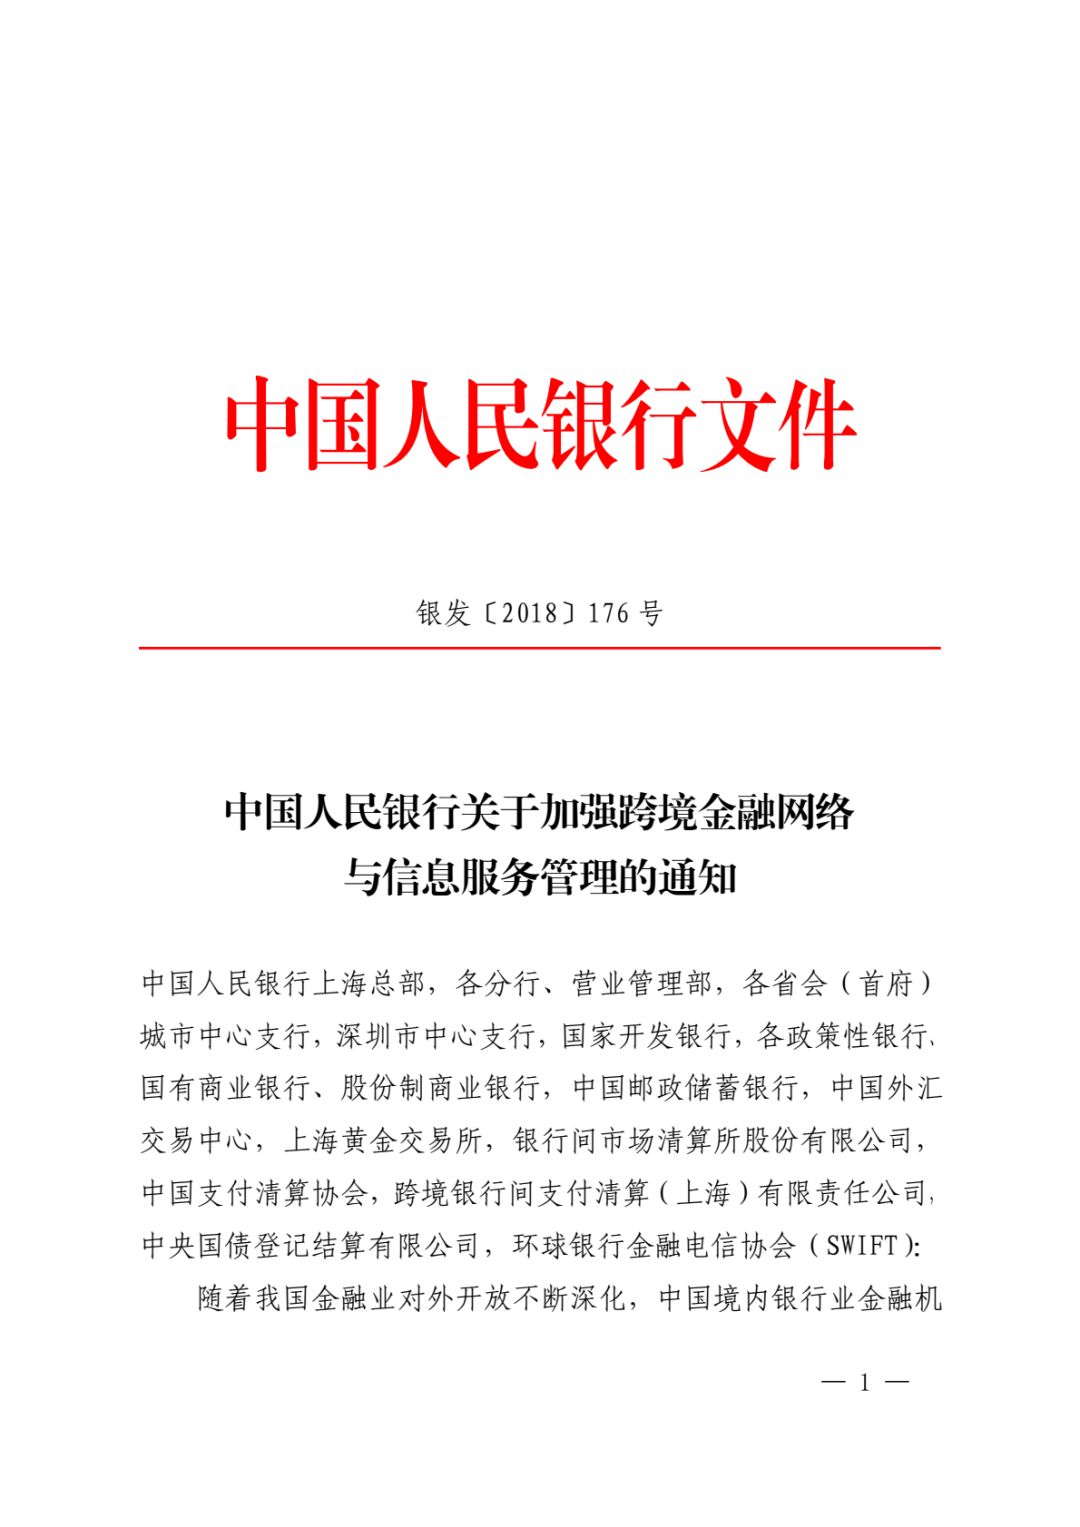 中国人民银行文件
银发〔2018〕176 号
中国人民银行关于加强跨境金融网络
与信息服务管理的通知
中国人民银行上海总部，各分行、营业管理部，各省会（首府）
城市中心支行，深圳市中心支行，国家开发银行，各政策性银行、
国有商业银行、股份制商业银行，中国邮政储蓄银行，中国外汇
交易中心，上海黄金交易所，银行间市场清算所股份有限公司，
中国支付清算协会，跨境银行间支付清算（上海）有限责任公司，
中央国债登记结算有限公司，环球银行金融电信协会（SWIFT）：
随着我国金融业对外开放不断深化，中国境内银行业金融机
— 1 —